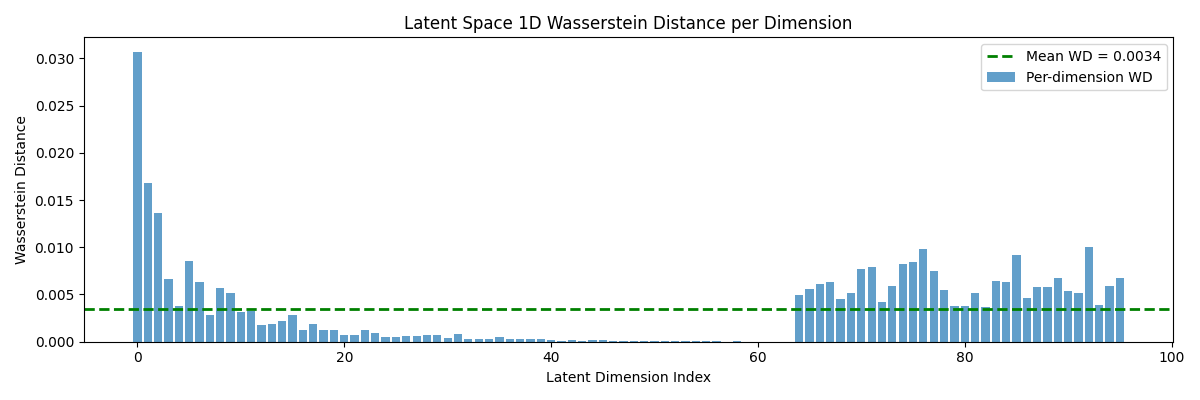 Latent Space 1D Wasserstein Distance per Dimension
Wasserstein Distance
0.030
0.025
0.020
0.015
0.010
0.005
0.000
Mean WD = 0.0034
Per-dimension WD
0 20 40 60 80 100
Latent Dimension Index